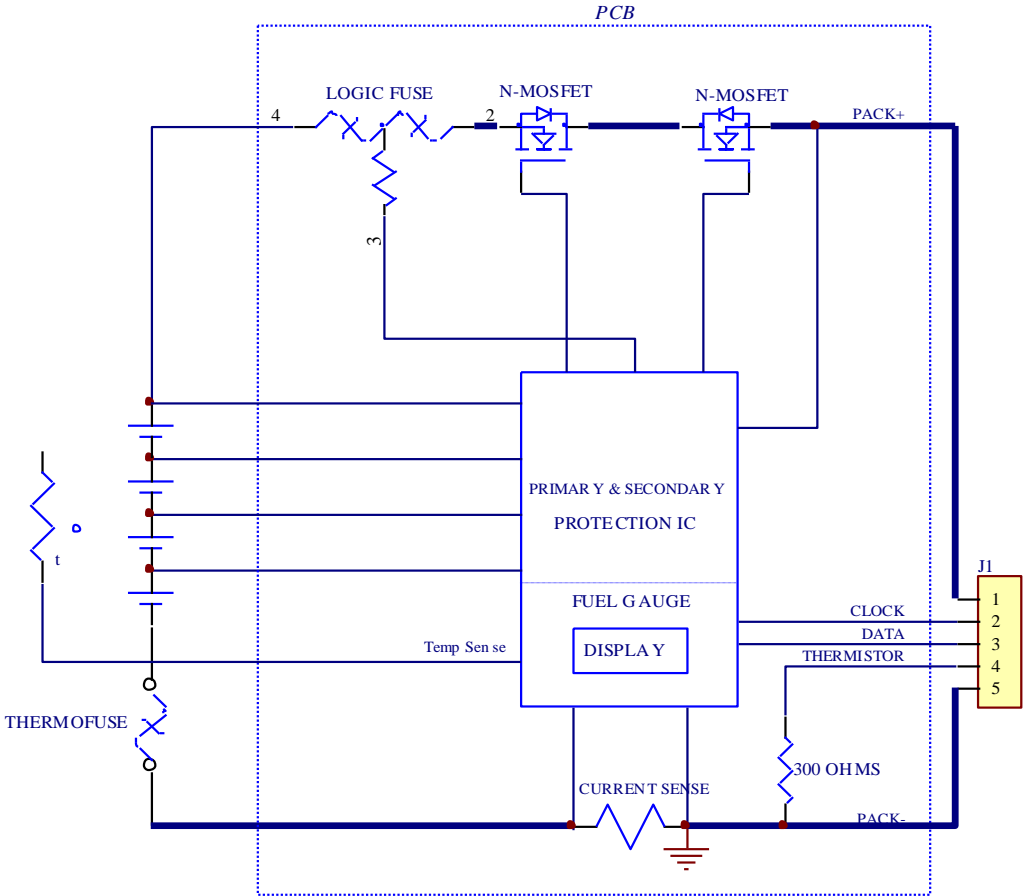 PCB
LOGIC FUSE
N-MOSFET
N-MOSFET
4
2
PACK+
3
PRIMARY & SECONDARY
PROTECTION IC
t
FUEL GAUGE
DISPLAY
Temp Sense
J1
1
CLOCK
2
DATA
3
THERMISTOR
4
5
THERMOFUSE
300 OHMS
CURRENT SENSE
PACK-